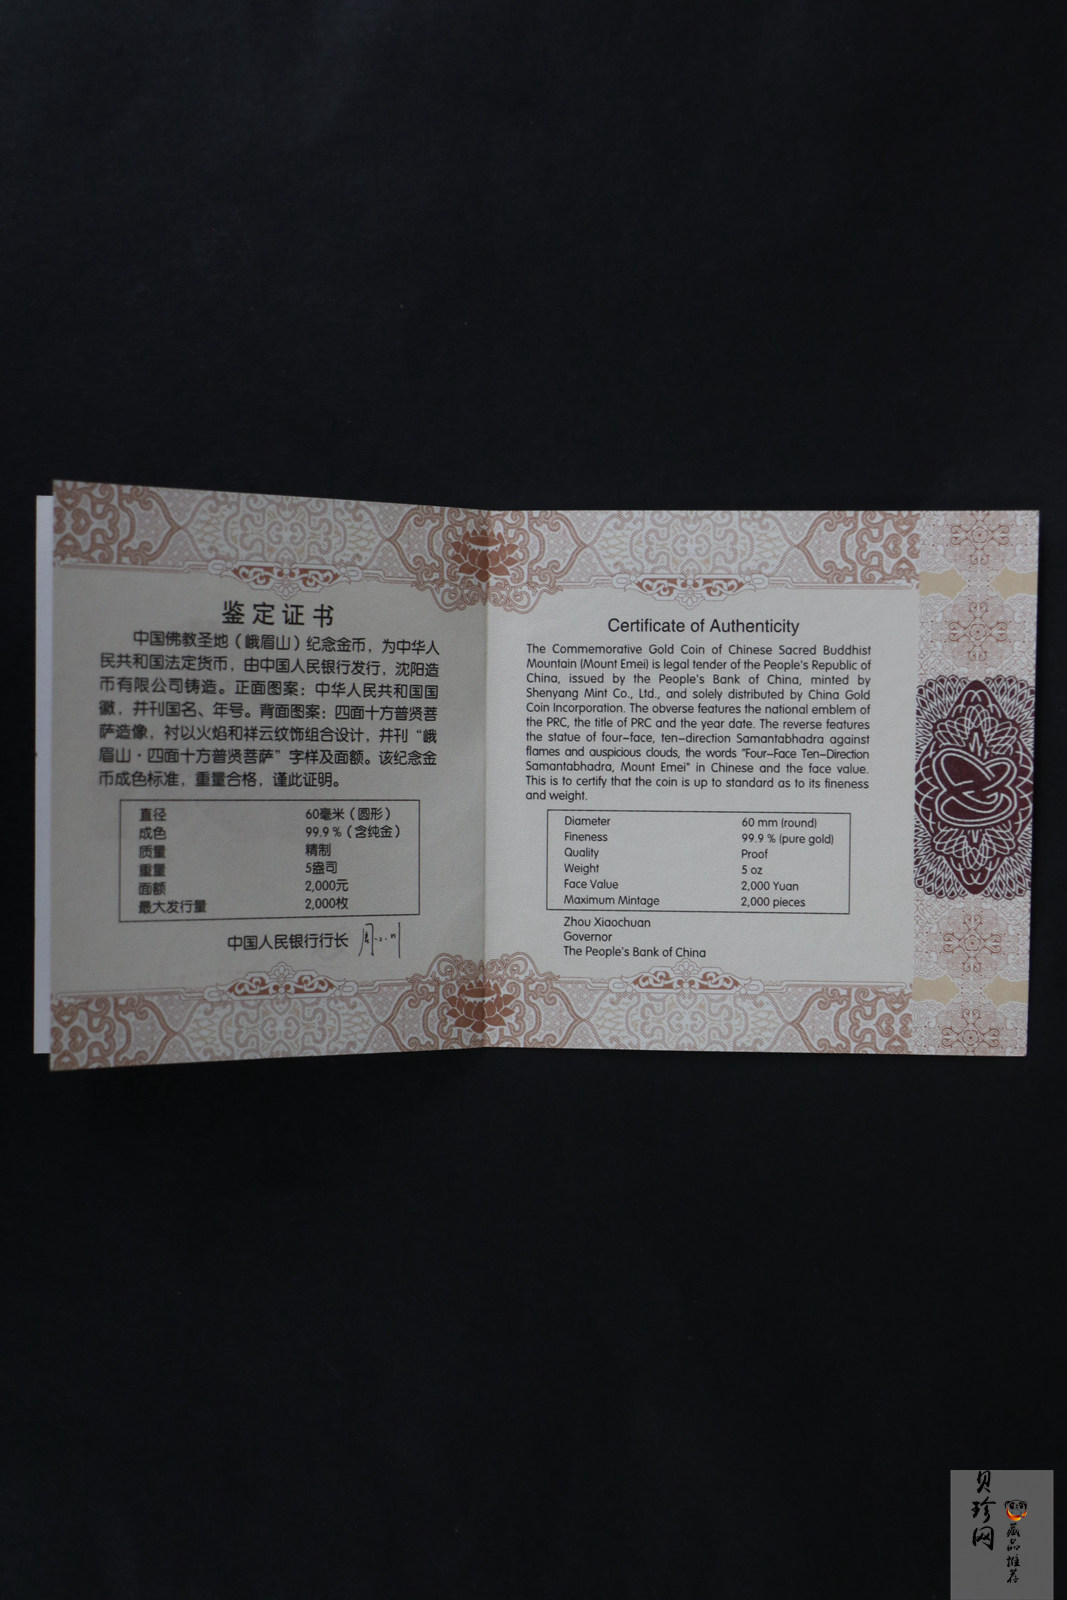 鉴定证书
中国佛教圣地（峨眉山）纪念金币，为中华人
民共和国法定货币，由中国人民银行发行，沈阳造
币有限公司铸造。正面图案：中华人民共和国国
徽，并刊国名、年号。背面图案：四面十方普贤菩
萨造像，衬以火焰和祥云纹饰组合设计，并刊“峨
眉山·四面十方普贤菩萨”字样及面额。该纪念金
币成色标准，重量合格，谨此证明。
直径 60毫米（圆形）
成色 99.9％（含纯金）
质量 精制
重量 5盎司
面额 2,000元
最大发行量 2,000枚
中国人民银行行长
Certificate of Authenticity
The Commemorative Gold Coin of Chinese Sacred Buddhist
Mountain (Mount Emei) is legal tender of the People's Republic of
China, issued by the People's Bank of China, minted by
Shenyang Mint Co., Ltd., and solely distributed by China Gold
Coin Incorporation. The obverse features the national emblem of
the PRC, the title of PRC and the year date. The reverse features
the statue of four-face, ten-direction Samantabhadra against
flames and auspicious clouds, the words "Four-Face Ten-Direction
Samantabhadra, Mount Emei" in Chinese and the face value.
This is to certify that the coin is up to standard as to its fineness
and weight.
Diameter 60 mm (round)
Fineness 99.9 % (pure gold)
Quality Proof
Weight 5 oz
Face Value 2,000 Yuan
Maximum Mintage 2,000 pieces
Zhou Xiaochuan
Governor
The People's Bank of China
贝珍网
藏品推荐